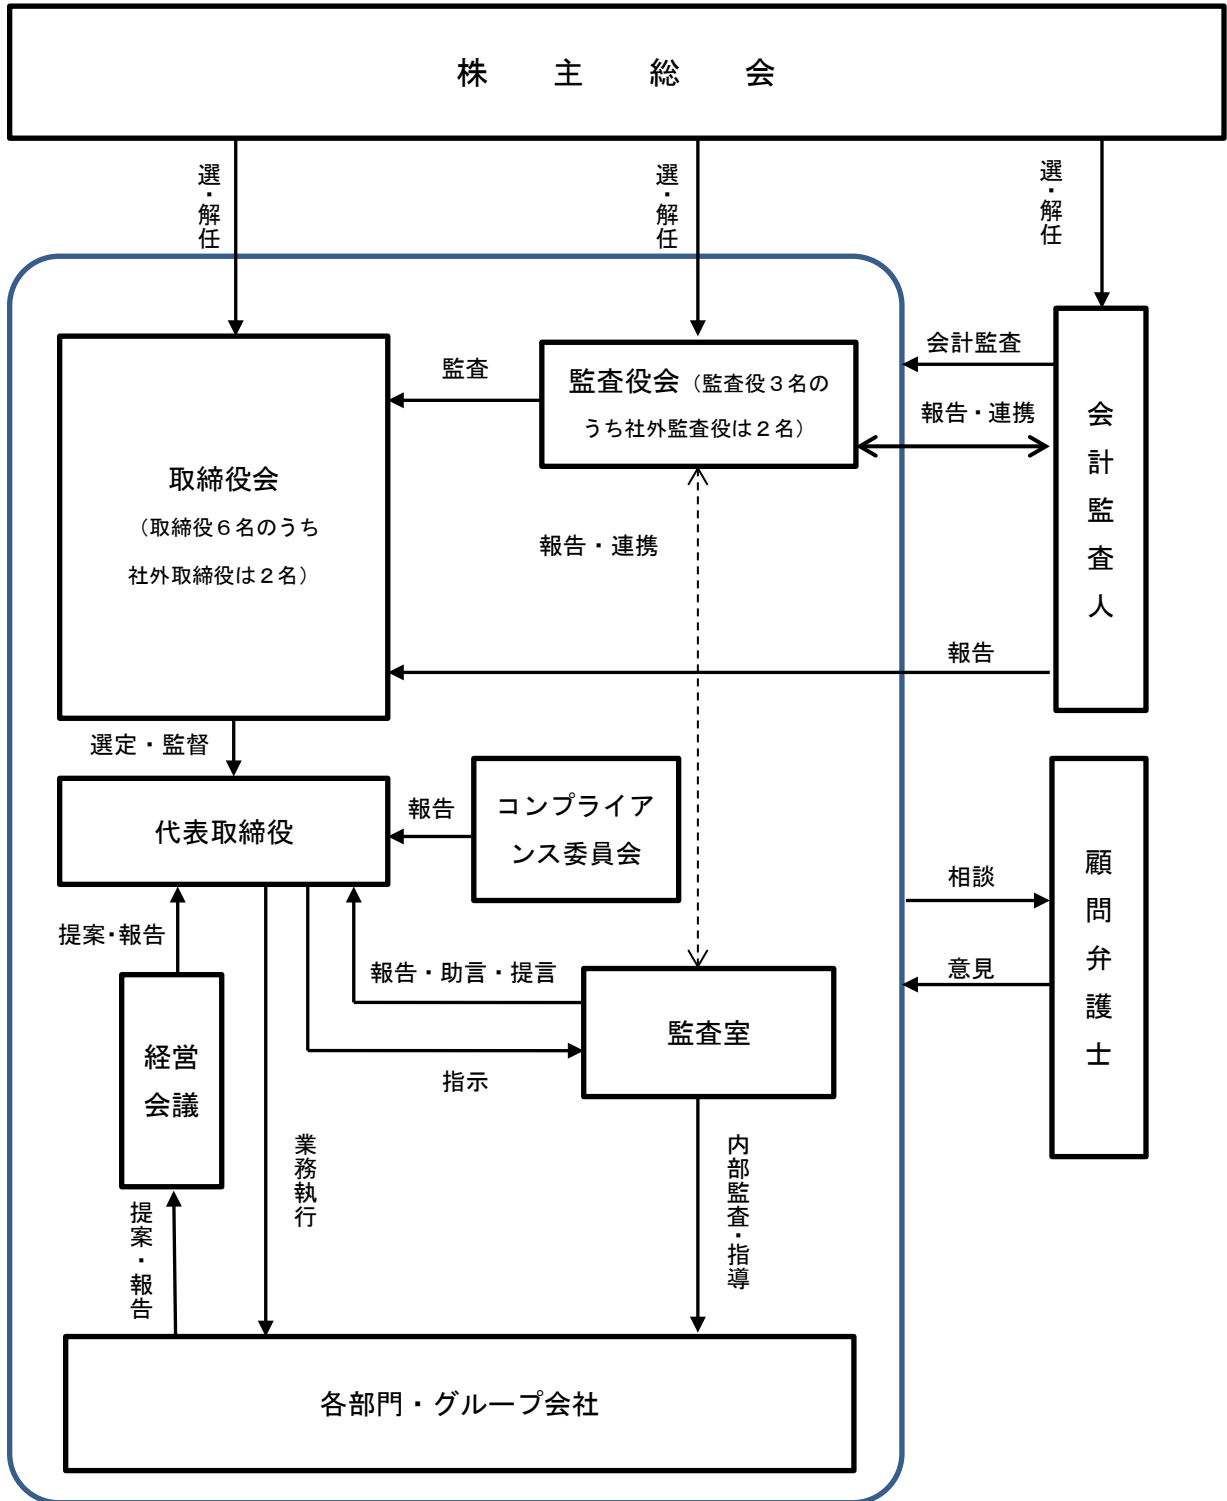 株主総会
選・解任
選・解任
選・解任
会計監査
監査
監査役会（監査役３名の
うち社外監査役は２名）
報告・連携
会計監査人
取締役会
（取締役６名のうち
社外取締役は２名）
報告・連携
報告
選定・監督
代表取締役
報告
コンプライア
ンス委員会
相談
顧問弁護士
意見
提案・報告
報告・助言・提言
監査室
経営
会議
指示
業務執行
内部監査・指導
提案・報告
各部門・グループ会社